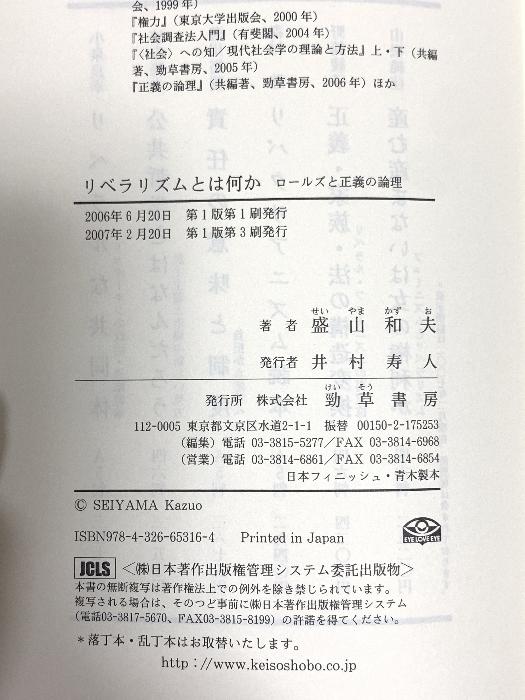 会、1999年)
『権力』(東京大学出版会、2000年)
『社会調査法入門』(有斐閣、2004年)
『〈社会〉への知/現代社会学の理論と方法』上・下(共編
著、勁草書房、2005年)
『正義の論理』(共編著、勁草書房、2006年)ほか
リベラリズムとは何か ロールズと正義の論理
2006年6月20日 第1版第1刷発行
2007年2月20日 第1版第3刷発行
せい やま かず お
著者 盛山和夫
発行者 井村寿人
けい そう
発行所 株式会社 勁草書房
112-0005 東京都文京区水道2-1-1 振替 00150-2-175253
(編集) 電話 03-3815-5277/FAX 03-3814-6968
(営業) 電話 03-3814-6861/FAX 03-3814-6854
日本フィニッシュ・青木製本
© SEIYAMA Kazuo
ISBN978-4-326-65316-4 Printed in Japan
EYE LOVE EYE
JCLS <㈱日本著作出版権管理システム委託出版物>
本書の無断複写は著作権法上での例外を除き禁じられています。
複写される場合は、そのつど事前に㈱日本著作出版権管理システム
(電話03-3817-5670、FAX03-3815-8199)の許諾を得てください。
*落丁本・乱丁本はお取替いたします。
http://www.keisoshobo.co.jp